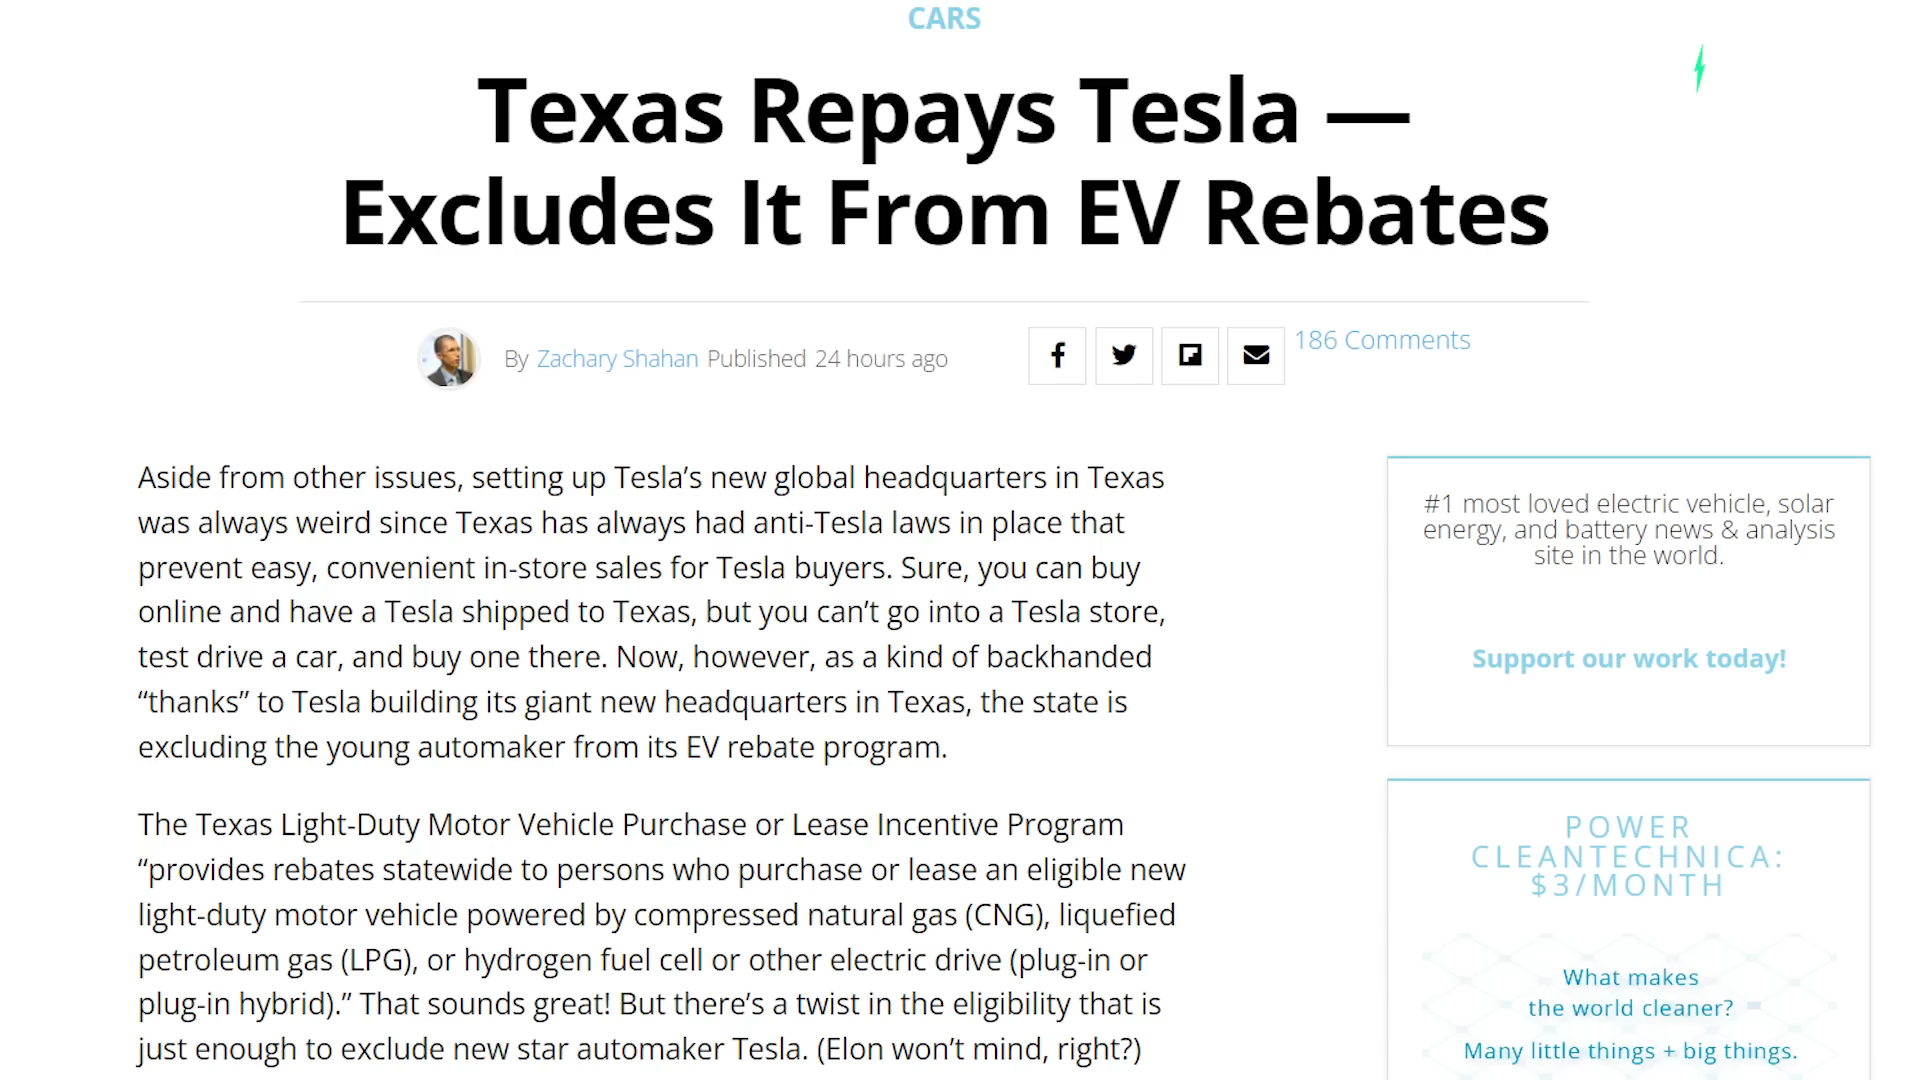 CARS
Texas Repays Tesla —
Excludes It From EV Rebates
By Zachary Shahan Published 24 hours ago
186 Comments
Aside from other issues, setting up Tesla’s new global headquarters in Texas
was always weird since Texas has always had anti-Tesla laws in place that
prevent easy, convenient in-store sales for Tesla buyers. Sure, you can buy
online and have a Tesla shipped to Texas, but you can’t go into a Tesla store,
test drive a car, and buy one there. Now, however, as a kind of backhanded
“thanks” to Tesla building its giant new headquarters in Texas, the state is
excluding the young automaker from its EV rebate program.
The Texas Light-Duty Motor Vehicle Purchase or Lease Incentive Program
“provides rebates statewide to persons who purchase or lease an eligible new
light-duty motor vehicle powered by compressed natural gas (CNG), liquefied
petroleum gas (LPG), or hydrogen fuel cell or other electric drive (plug-in or
plug-in hybrid).” That sounds great! But there’s a twist in the eligibility that is
just enough to exclude new star automaker Tesla. (Elon won’t mind, right?)
#1 most loved electric vehicle, solar
energy, and battery news & analysis
site in the world.
Support our work today!
POWER
CLEANTECHNICA:
$3/MONTH
What makes
the world cleaner?
Many little things + big things.